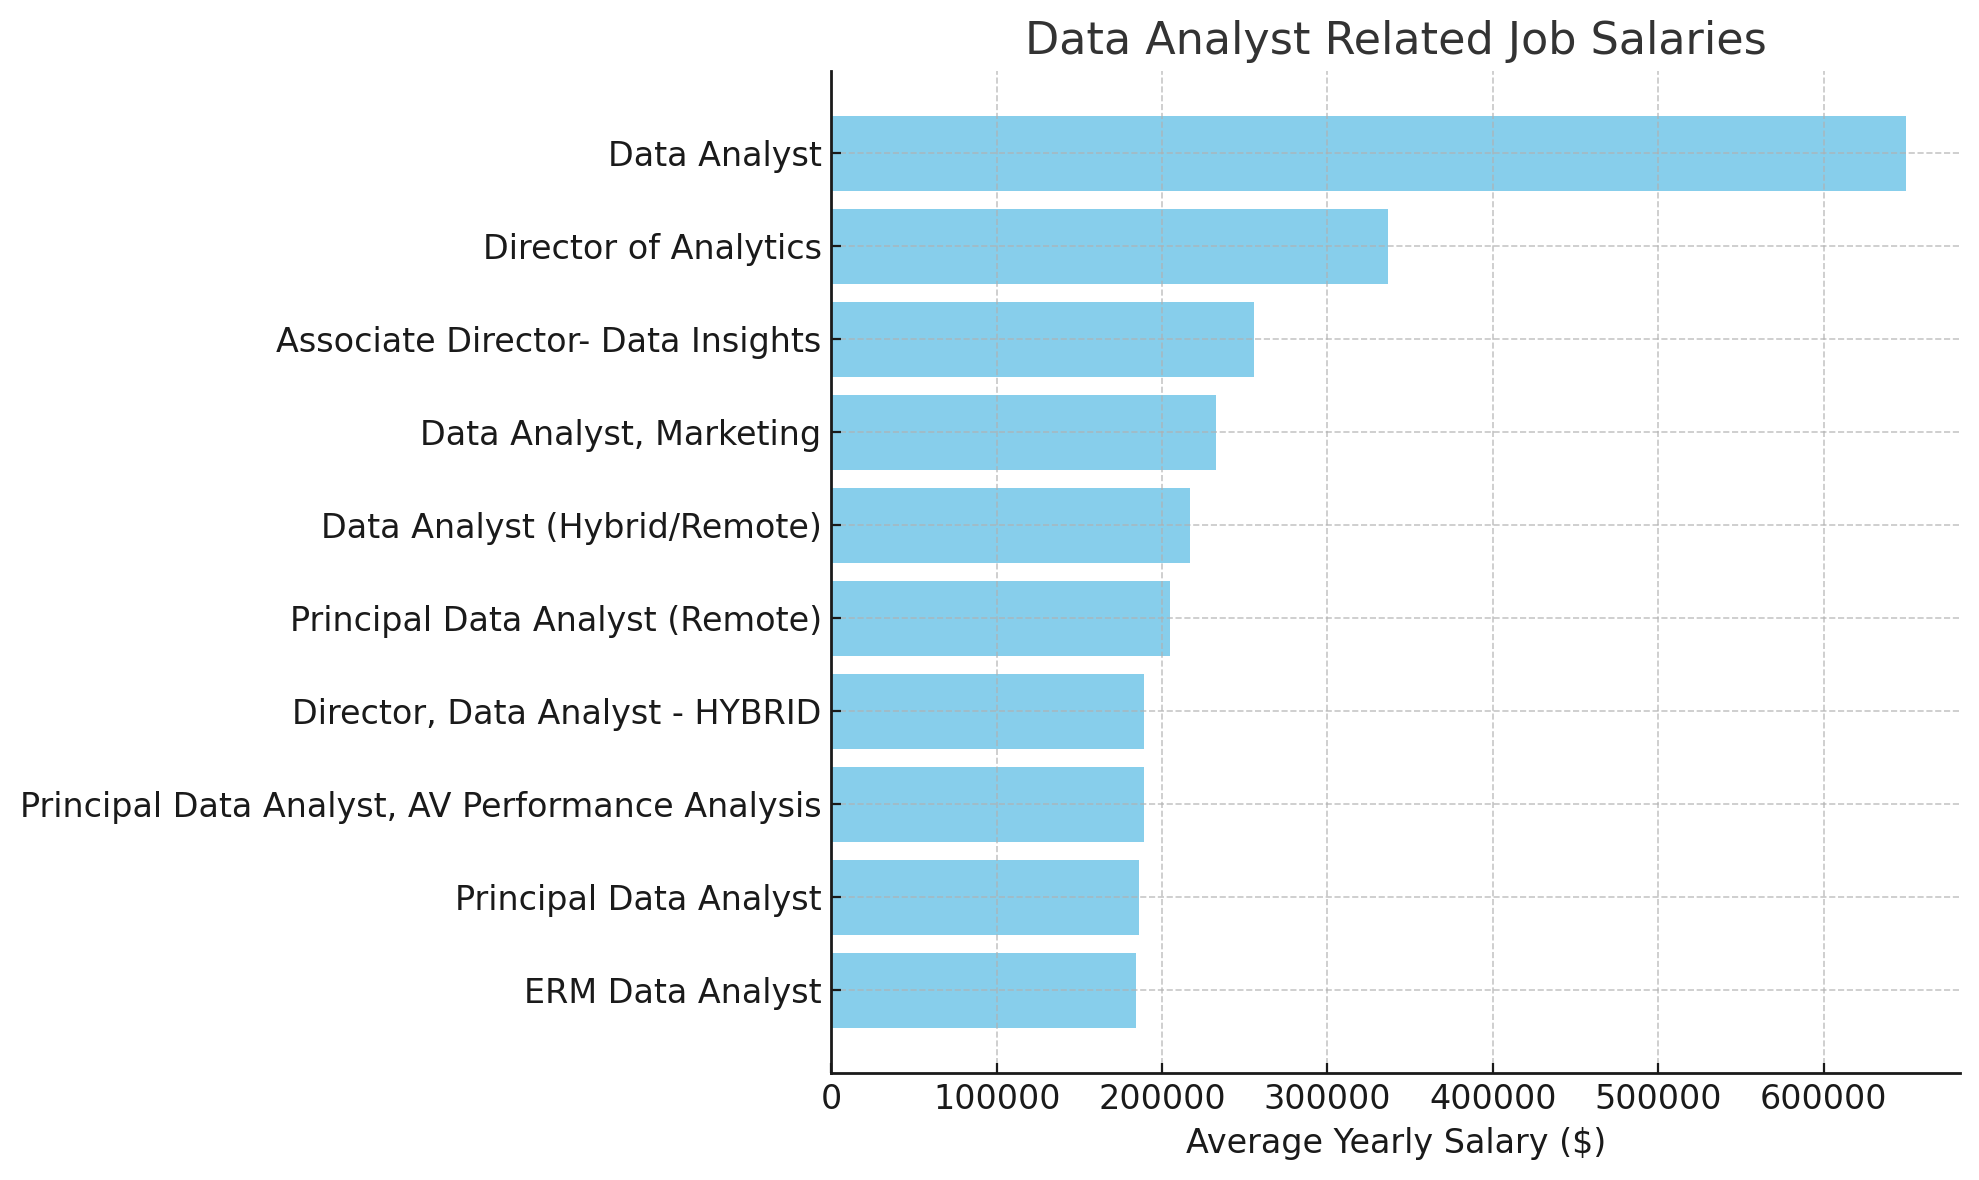 Data Analyst Related Job Salaries
Data Analyst
Director of Analytics
Associate Director- Data Insights
Data Analyst, Marketing
Data Analyst (Hybrid/Remote)
Principal Data Analyst (Remote)
Director, Data Analyst - HYBRID
Principal Data Analyst, AV Performance Analysis
Principal Data Analyst
ERM Data Analyst
0 100000 200000 300000 400000 500000 600000
Average Yearly Salary ($)